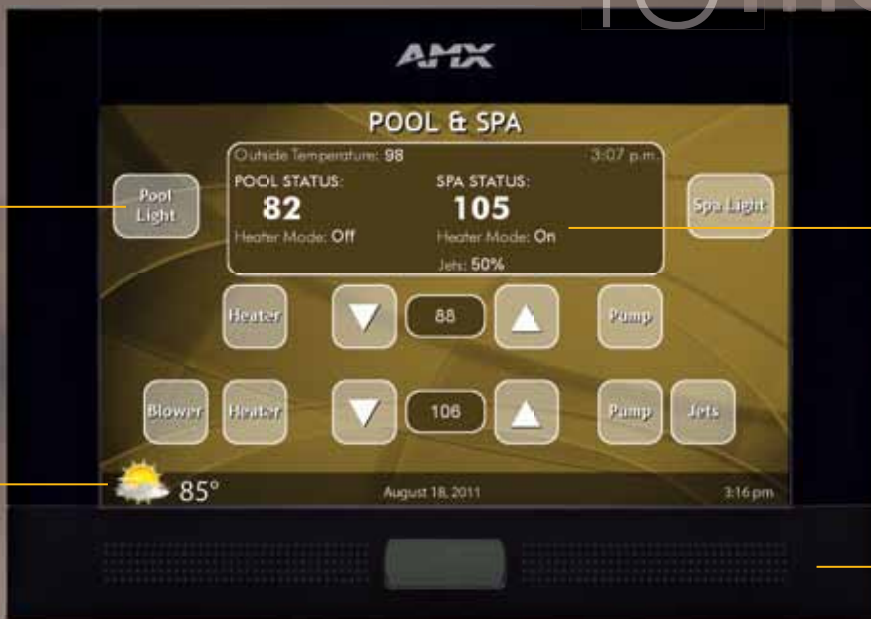 AMX
POOL & SPA
Outside Temperature: 98 3:07 p.m.
POOL STATUS: SPA STATUS:
82 105
Heater Mode: Off Heater Mode: On
Jets: 50%
Pool
Light
Spa Light
Heater 88 Pump
Blower Heater 106 Pump Jets
85° August 18, 2011 3:16 pm